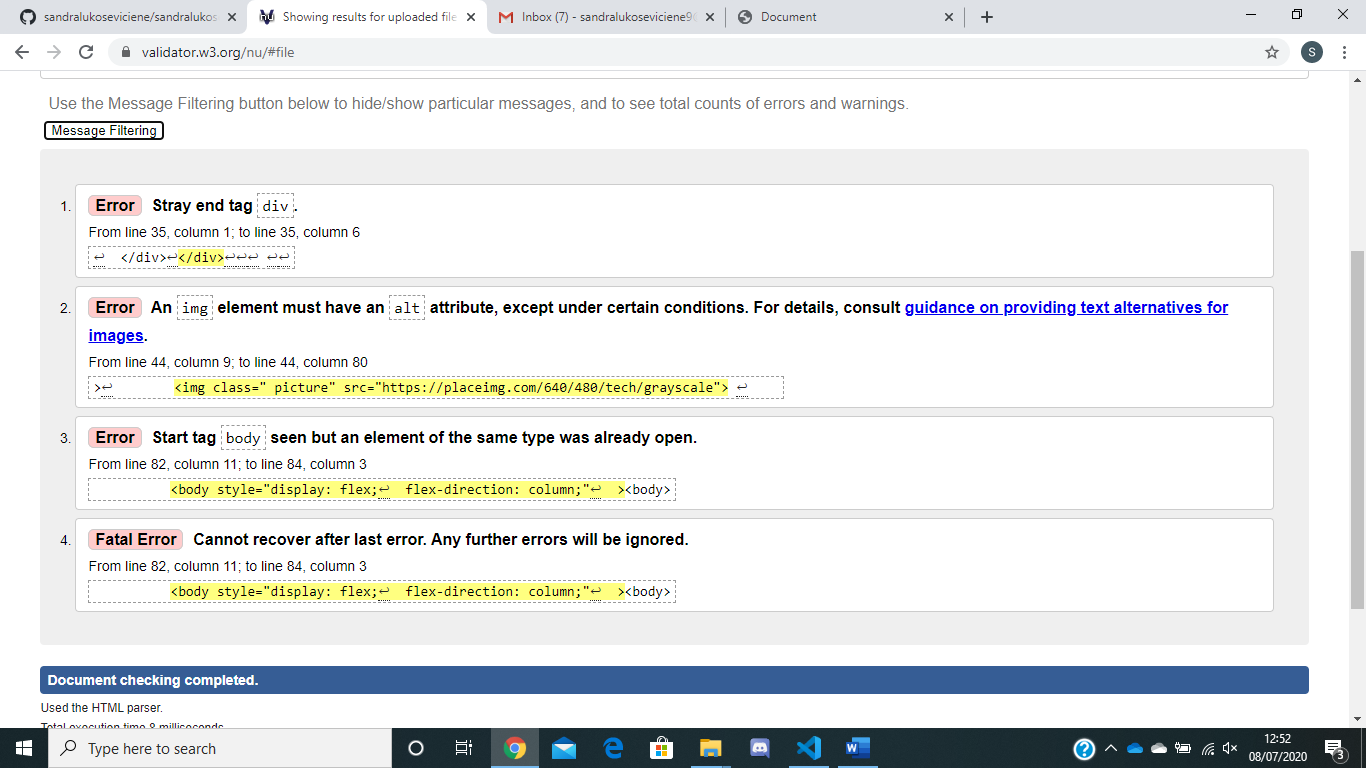 sandralukoseviciene/sandralukos
Showing results for uploaded file
Inbox (7) - sandralukoseviciene90
Document
validator.w3.org/nu/#file
S
Use the Message Filtering button below to hide/show particular messages, and to see total counts of errors and warnings.
Message Filtering
1. Error Stray end tag div.
From line 35, column 1; to line 35, column 6
↩ </div>↩</div>↩↩↩ ↩↩
2. Error An img element must have an alt attribute, except under certain conditions. For details, consult guidance on providing text alternatives for
images.
From line 44, column 9; to line 44, column 80
>↩ <img class=" picture" src="https://placeimg.com/640/480/tech/grayscale"> ↩
3. Error Start tag body seen but an element of the same type was already open.
From line 82, column 11; to line 84, column 3
<body style="display: flex;↩ flex-direction: column;"↩ ><body>
4. Fatal Error Cannot recover after last error. Any further errors will be ignored.
From line 82, column 11; to line 84, column 3
<body style="display: flex;↩ flex-direction: column;"↩ ><body>
Document checking completed.
Used the HTML parser.
Total execution time 8 milliseconds.
Type here to search
12:52
08/07/2020
3